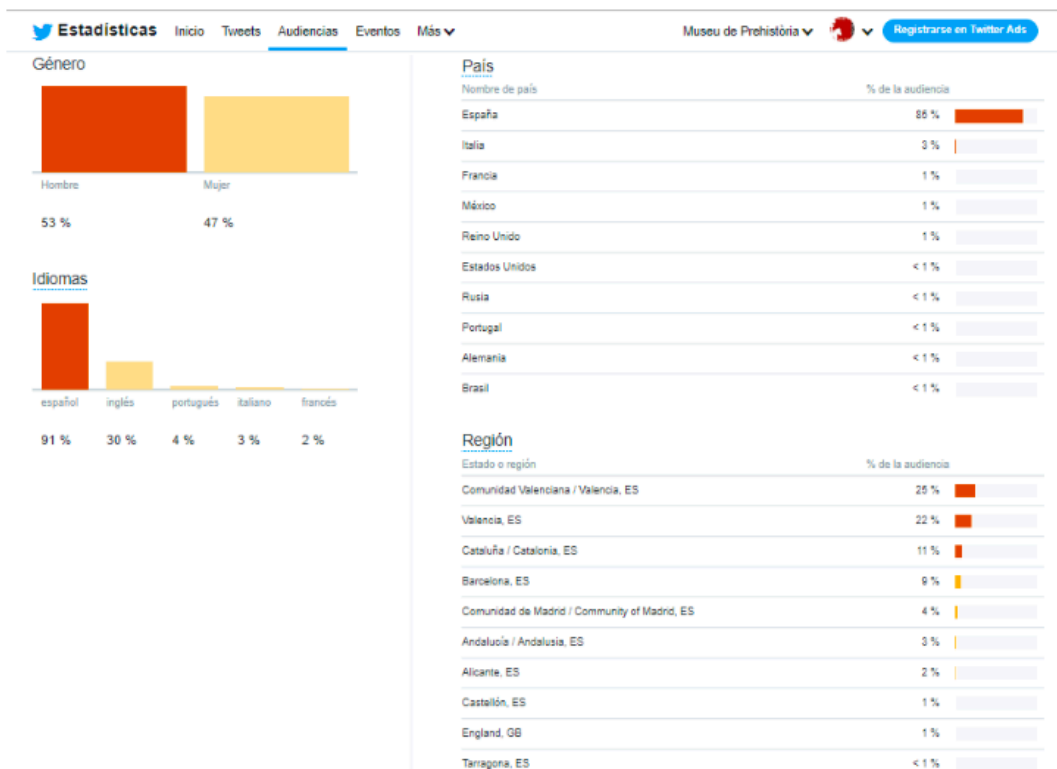 Estadísticas Inicio Tweets Audiencias Eventos Más Museu de Prehistòria Registrarse en Twitter Ads
Género
Hombre Mujer
53 % 47 %
Idiomas
español inglés portugués italiano francés
91 % 30 % 4 % 3 % 2 %
País
Nombre de país % de la audiencia
España 85 %
Italia 3 %
Francia 1 %
México 1 %
Reino Unido 1 %
Estados Unidos < 1 %
Rusia < 1 %
Portugal < 1 %
Alemania < 1 %
Brasil < 1 %
Región
Estado o región % de la audiencia
Comunidad Valenciana / Valencia, ES 25 %
Valencia, ES 22 %
Cataluña / Catalonia, ES 11 %
Barcelona, ES 9 %
Comunidad de Madrid / Community of Madrid, ES 4 %
Andalucía / Andalusia, ES 3 %
Alicante, ES 2 %
Castellón, ES 1 %
England, GB 1 %
Tarragona, ES < 1 %